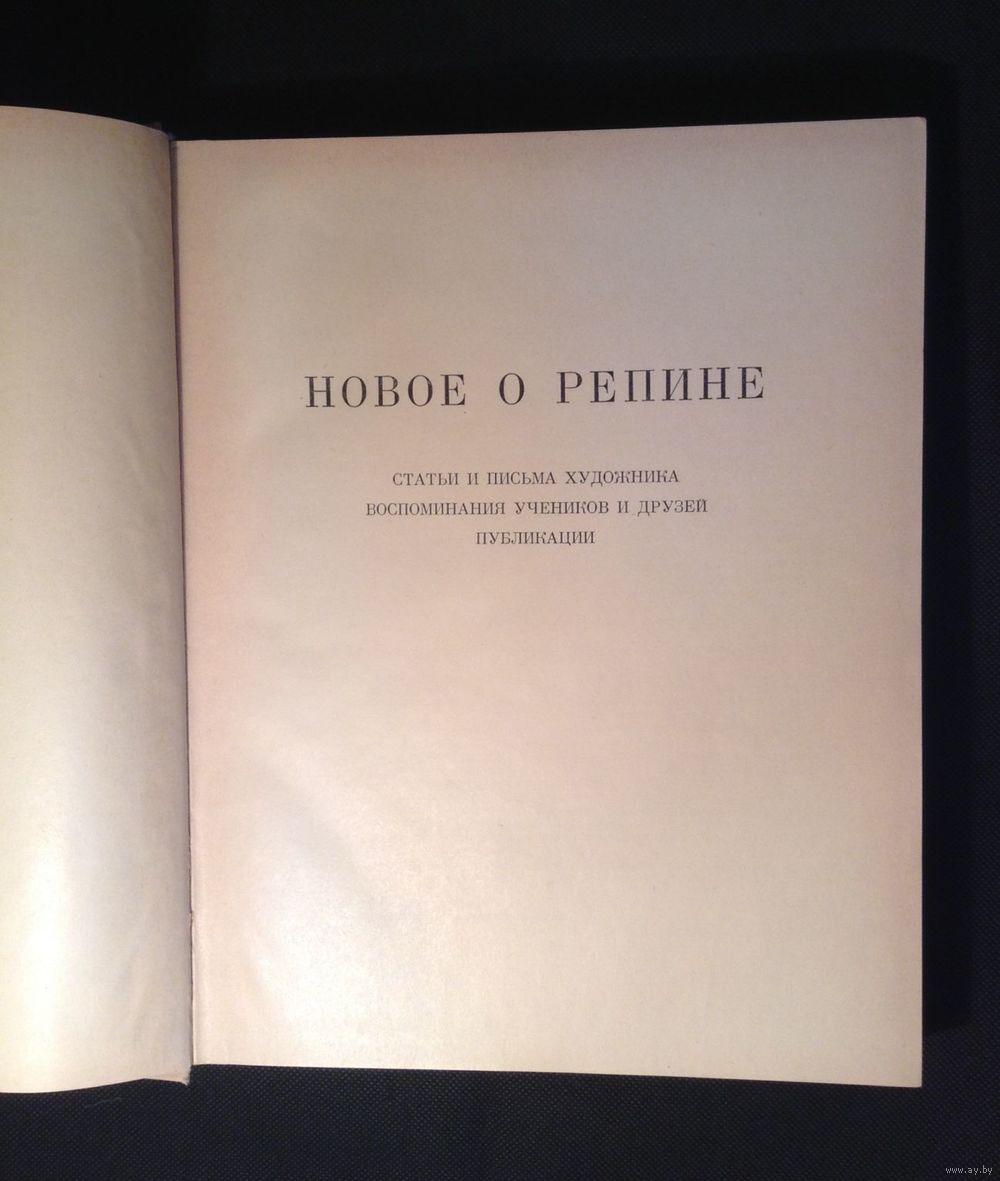 НОВОЕ О РЕПИНЕ
СТАТЬИ И ПИСЬМА ХУДОЖНИКА
ВОСПОМИНАНИЯ УЧЕНИКОВ И ДРУЗЕЙ
ПУБЛИКАЦИИ
www.ay.by